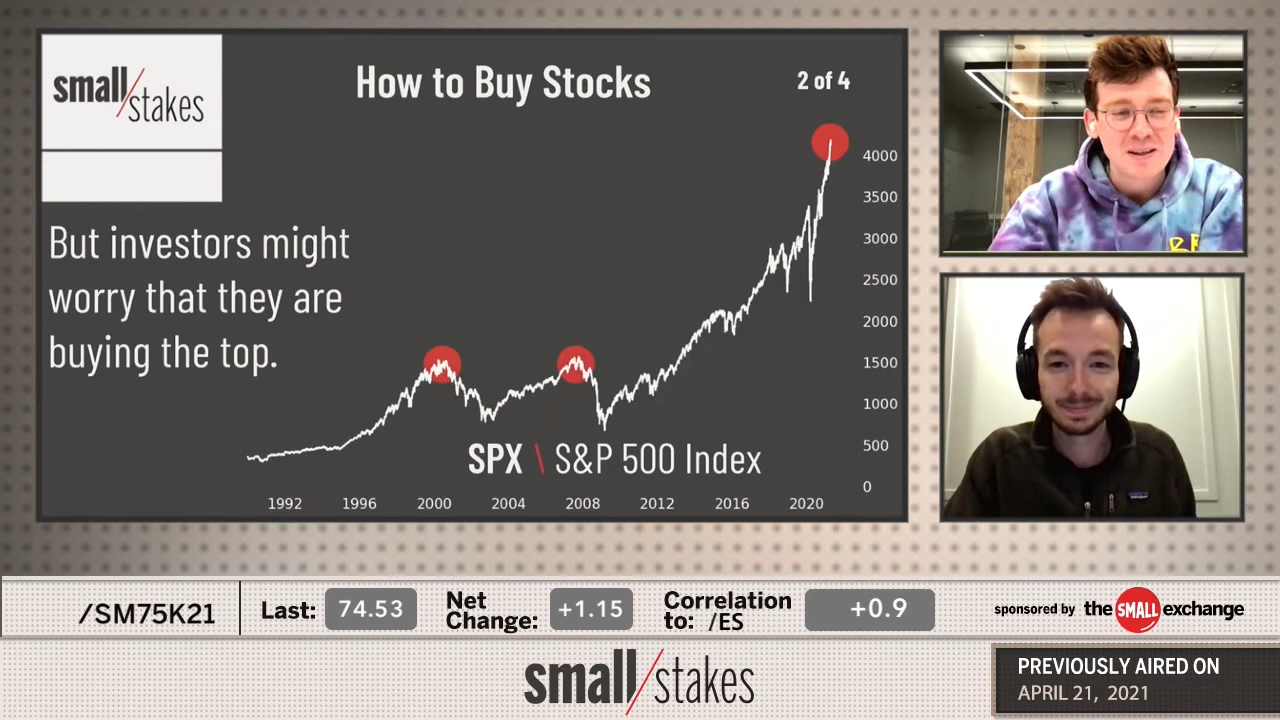 small/stakes
How to Buy Stocks
2 of 4
But investors might
worry that they are
buying the top.
4000
3500
3000
2500
2000
1500
1000
500
0
SPX \ S&P 500 Index
1992 1996 2000 2004 2008 2012 2016 2020
/SM75K21
Last: 74.53
Net
Change: +1.15
Correlation
to: /ES +0.9
sponsored by the SMALL exchange
small/stakes
PREVIOUSLY AIRED ON
APRIL 21, 2021